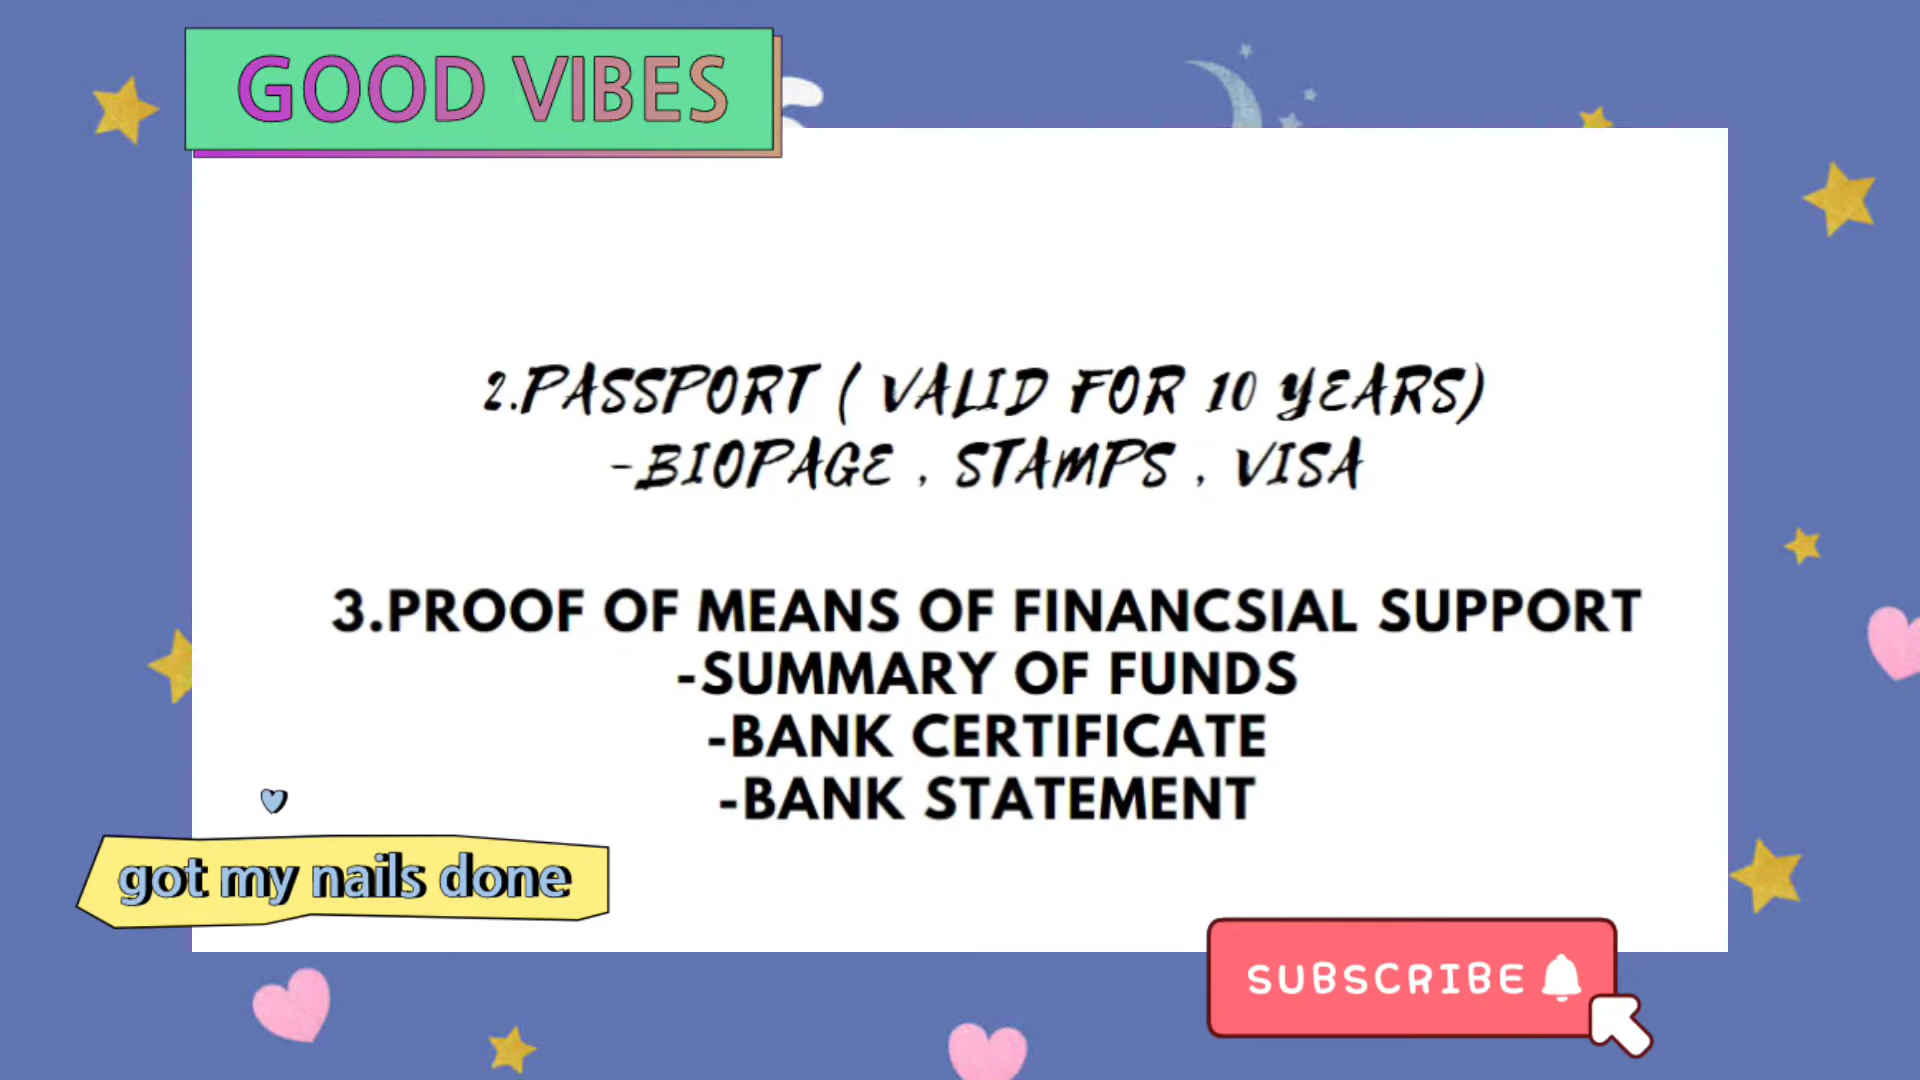 GOOD VIBES
2.PASSPORT ( VALID FOR 10 YEARS)
-BIOPAGE , STAMPS , VISA
3.PROOF OF MEANS OF FINANCSIAL SUPPORT
-SUMMARY OF FUNDS
-BANK CERTIFICATE
-BANK STATEMENT
got my nails done
SUBSCRIBE